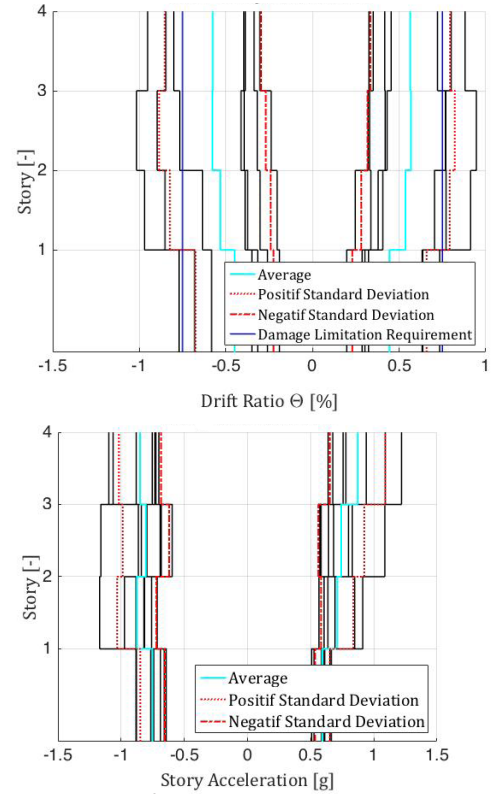 4
3
2
1
Story [-]
Average
Positif Standard Deviation
Negatif Standard Deviation
Damage Limitation Requirement
-1.5 -1 -0.5 0 0.5 1
Drift Ratio Θ [%]
4
3
2
1
Story [-]
Average
Positif Standard Deviation
Negatif Standard Deviation
-1.5 -1 -0.5 0 0.5 1 1.5
Story Acceleration [g]